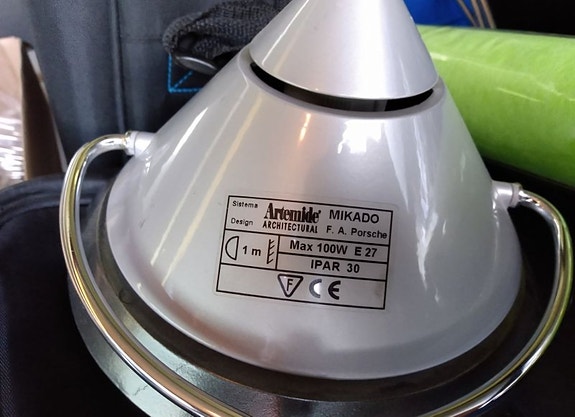 Sistema Artemide® MIKADO
Design ARCHITECTURAL F. A. Porsche
1 m Max 100W E 27
IPAR 30
F CE